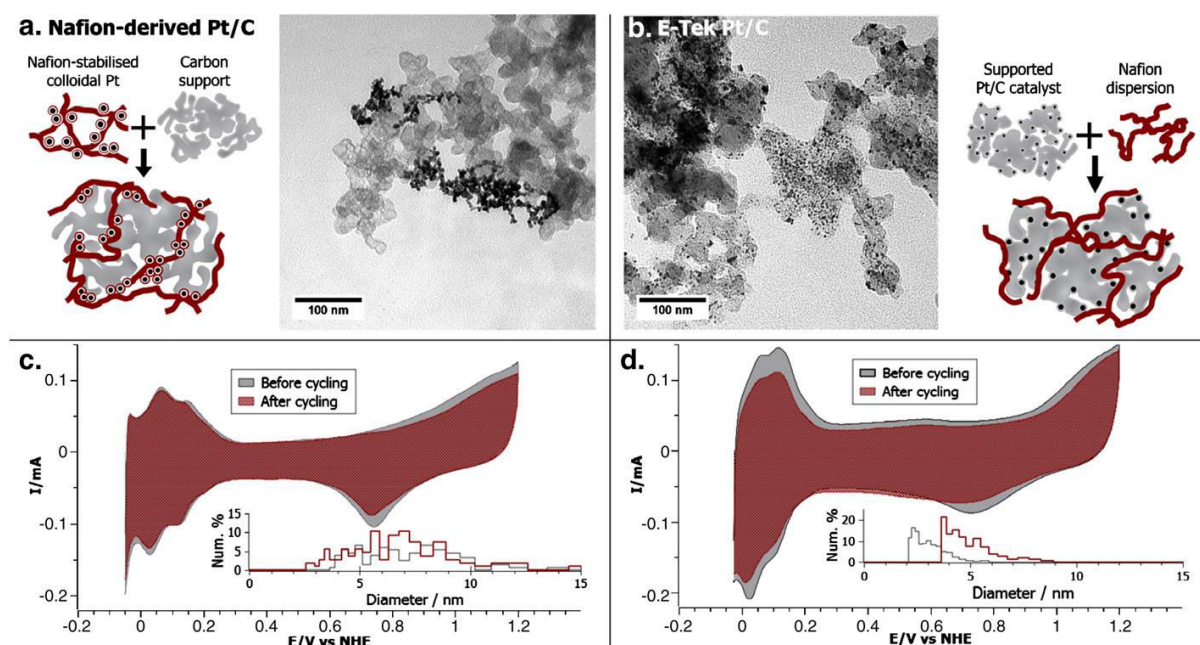 a. Nafion-derived Pt/C
Nafion-stabilised
colloidal Pt
Carbon
support
+
100 nm
b. E-Tek Pt/C
100 nm
Supported
Pt/C catalyst
Nafion
dispersion
+
c.
Before cycling
After cycling
I/mA
0.1
0
-0.1
-0.2
Num. %
15
10
5
0
0 5 10 15
Diameter / nm
-0.2 0 0.2 0.4 0.6 0.8 1 1.2
E/V vs NHE
d.
Before cycling
After cycling
I/mA
0.1
0
-0.1
-0.2
Num. %
20
10
0
0 5 10 15
Diameter / nm
-0.2 0 0.2 0.4 0.6 0.8 1 1.2
E/V vs NHE